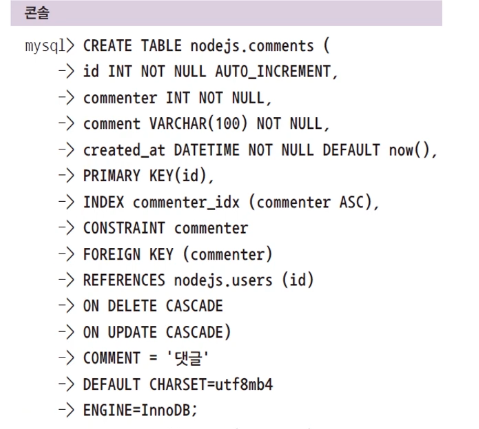 콘솔
mysql> CREATE TABLE nodejs.comments (
-> id INT NOT NULL AUTO_INCREMENT,
-> commenter INT NOT NULL,
-> comment VARCHAR(100) NOT NULL,
-> created_at DATETIME NOT NULL DEFAULT now(),
-> PRIMARY KEY(id),
-> INDEX commenter_idx (commenter ASC),
-> CONSTRAINT commenter
-> FOREIGN KEY (commenter)
-> REFERENCES nodejs.users (id)
-> ON DELETE CASCADE
-> ON UPDATE CASCADE)
-> COMMENT = '댓글'
-> DEFAULT CHARSET=utf8mb4
-> ENGINE=InnoDB;